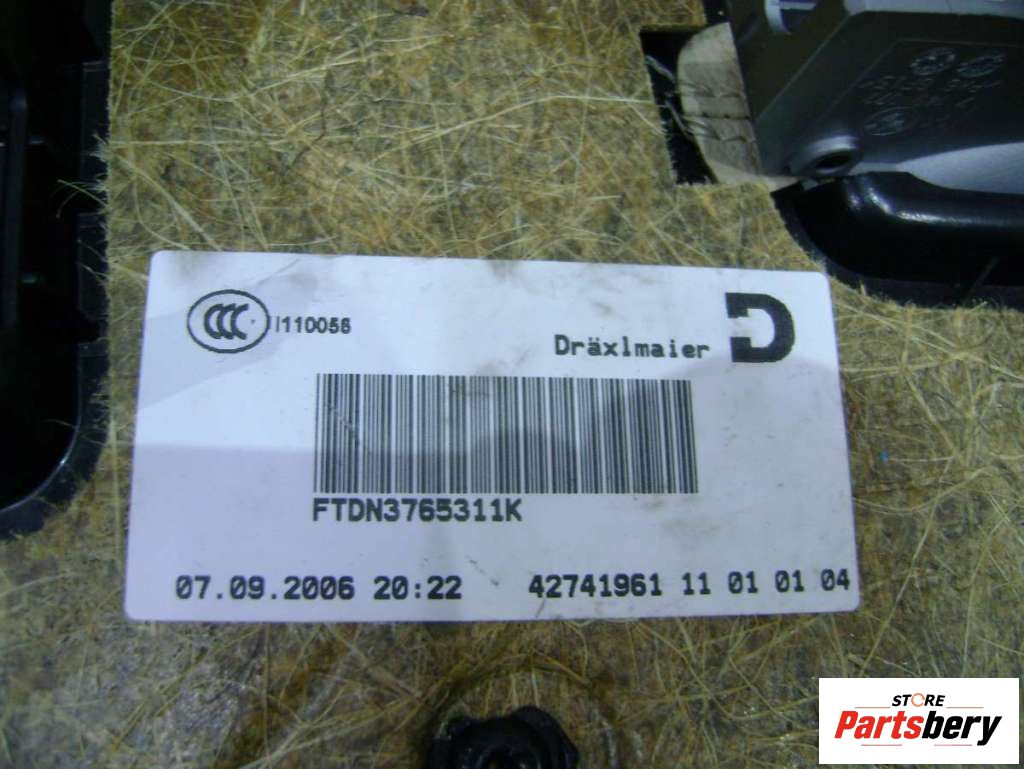 CCC I110056
Dräxlmaier
FTDN3765311K
07.09.2006 20:22 42741961 11 01 01 04
STORE
Partsbery